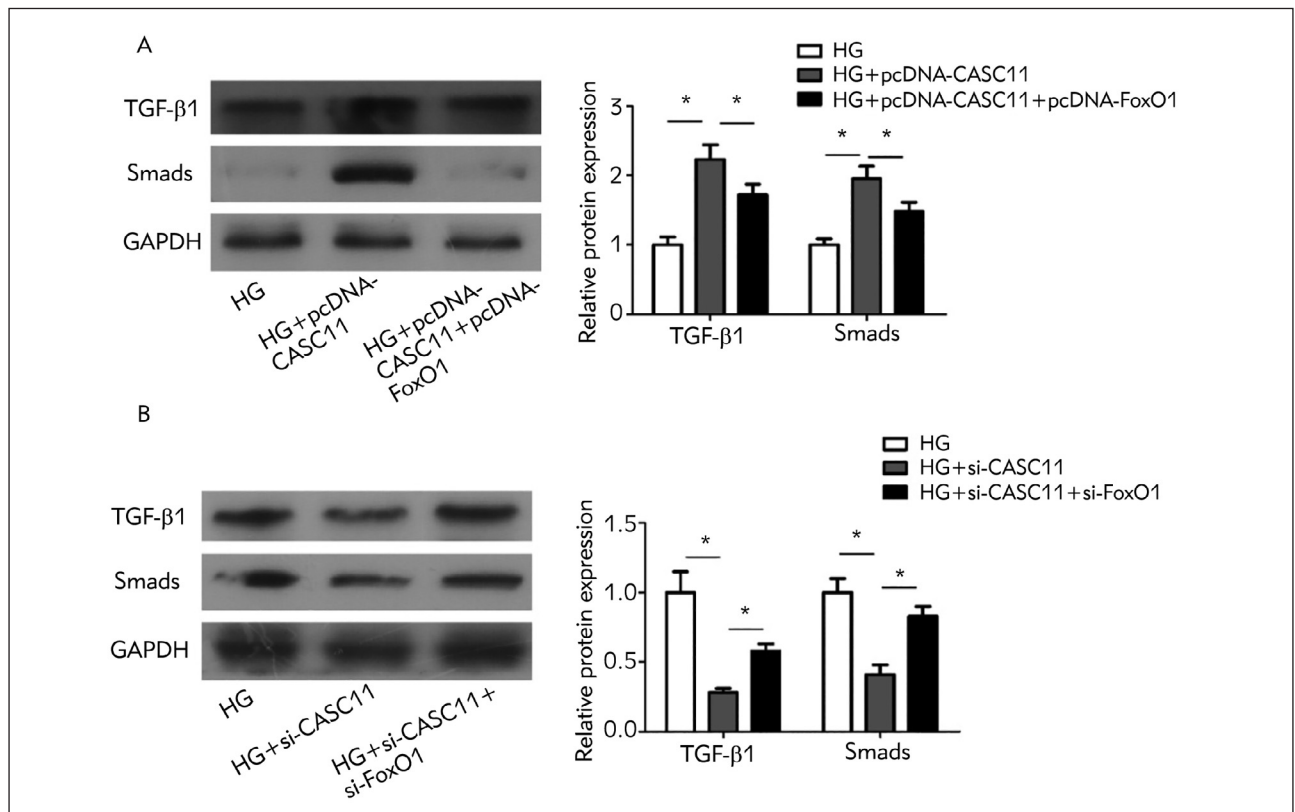 A
TGF-β1
Smads
GAPDH
HG
HG+pcDNA-
CASC11
HG+pcDNA-
CASC11+pcDNA-
FoxO1
HG
HG+pcDNA-CASC11
HG+pcDNA-CASC11+pcDNA-FoxO1
Relative protein expression
3
2
1
0
* *
* *
TGF-β1 Smads
B
TGF-β1
Smads
GAPDH
HG
HG+si-CASC11
HG+si-CASC11+
si-FoxO1
HG
HG+si-CASC11
HG+si-CASC11+si-FoxO1
Relative protein expression
1.5
1.0
0.5
0.0
* *
* *
TGF-β1 Smads